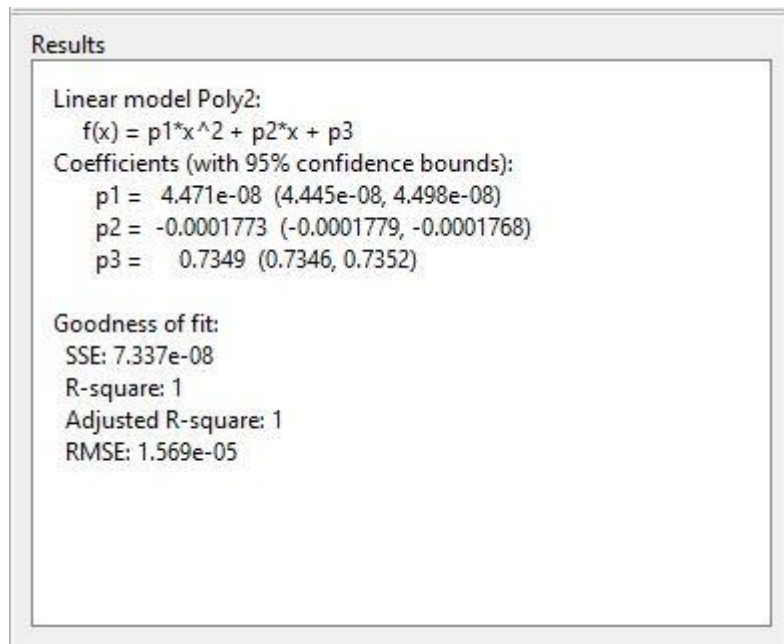 Results
Linear model Poly2:
f(x) = p1*x^2 + p2*x + p3
Coefficients (with 95% confidence bounds):
p1 = 4.471e-08 (4.445e-08, 4.498e-08)
p2 = -0.0001773 (-0.0001779, -0.0001768)
p3 = 0.7349 (0.7346, 0.7352)
Goodness of fit:
SSE: 7.337e-08
R-square: 1
Adjusted R-square: 1
RMSE: 1.569e-05